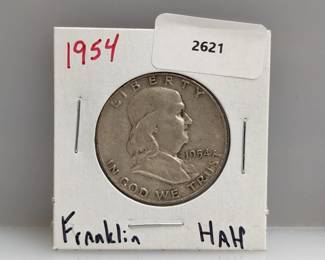 1954
2621
LIBERTY
1954
IN GOD WE TRUST
Franklin HAlf